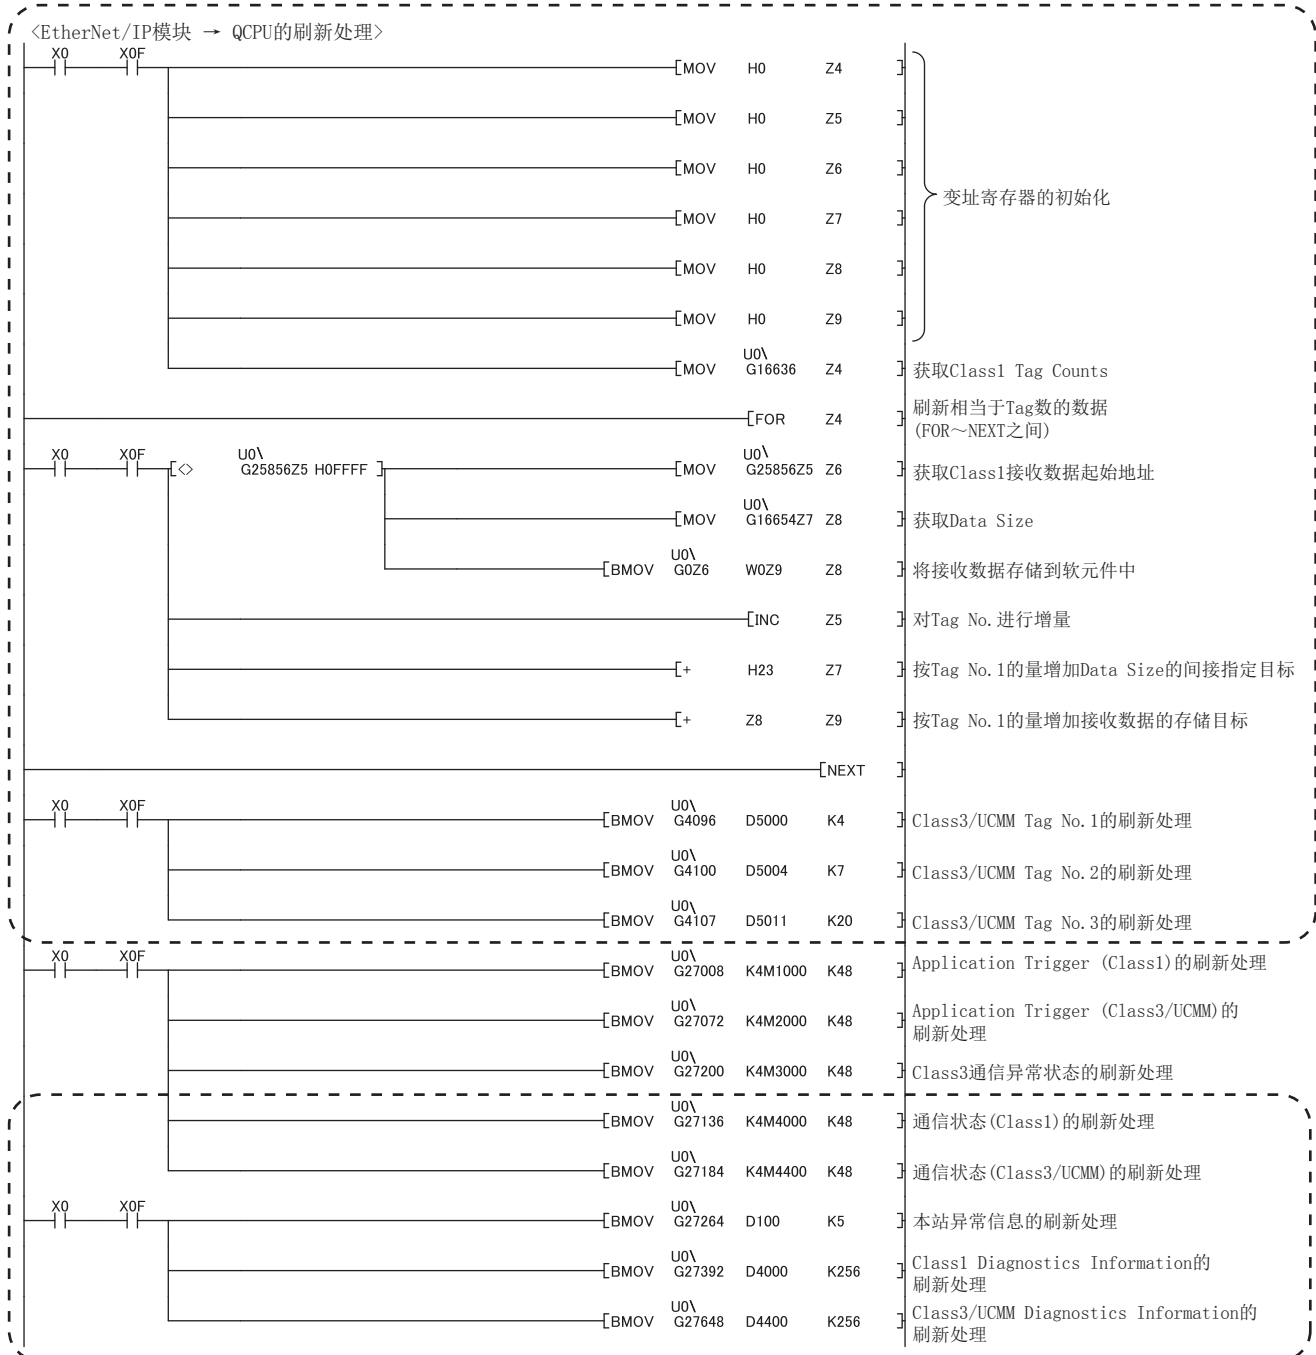 <EtherNet/IP模块 → QCPU的刷新处理>
X0 X0F
[MOV H0 Z4 ]
[MOV H0 Z5 ]
[MOV H0 Z6 ]
变址寄存器的初始化
[MOV H0 Z7 ]
[MOV H0 Z8 ]
[MOV H0 Z9 ]
U0\
[MOV G16636 Z4 ] 获取Class1 Tag Counts
[FOR Z4 ] 刷新相当于Tag数的数据
(FOR～NEXT之间)
X0 X0F U0\ U0\
[<> G25856Z5 H0FFFF ] [MOV G25856Z5 Z6 ] 获取Class1接收数据起始地址
U0\
[MOV G16654Z7 Z8 ] 获取Data Size
U0\
[BMOV G0Z6 W0Z9 Z8 ] 将接收数据存储到软元件中
[INC Z5 ] 对Tag No.进行增量
[+ H23 Z7 ] 按Tag No.1的量增加Data Size的间接指定目标
[+ Z8 Z9 ] 按Tag No.1的量增加接收数据的存储目标
[NEXT ]
X0 X0F U0\
[BMOV G4096 D5000 K4 ] Class3/UCMM Tag No.1的刷新处理
U0\
[BMOV G4100 D5004 K7 ] Class3/UCMM Tag No.2的刷新处理
U0\
[BMOV G4107 D5011 K20 ] Class3/UCMM Tag No.3的刷新处理
X0 X0F U0\
[BMOV G27008 K4M1000 K48 ] Application Trigger (Class1)的刷新处理
U0\
[BMOV G27072 K4M2000 K48 ] Application Trigger (Class3/UCMM)的
刷新处理
U0\
[BMOV G27200 K4M3000 K48 ] Class3通信异常状态的刷新处理
U0\
[BMOV G27136 K4M4000 K48 ] 通信状态(Class1)的刷新处理
U0\
[BMOV G27184 K4M4400 K48 ] 通信状态(Class3/UCMM)的刷新处理
X0 X0F U0\
[BMOV G27264 D100 K5 ] 本站异常信息的刷新处理
U0\
[BMOV G27392 D4000 K256 ] Class1 Diagnostics Information的
刷新处理
U0\
[BMOV G27648 D4400 K256 ] Class3/UCMM Diagnostics Information的
刷新处理